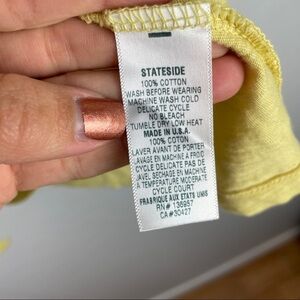 STATESIDE
100% COTTON
WASH BEFORE WEARING
MACHINE WASH COLD
DELICATE CYCLE
NO BLEACH
TUMBLE DRY LOW HEAT
MADE IN U.S.A.
100% COTON
LAVER AVANT DE PORTER
LAVAGE EN MACHINE A FROID
CYCLE DELICATE PAS DE
JAVEL SECHAGE EN MACHINE
A TEMPERATURE MODERATE
CYCLE COURT
FRABRIQUE AUX ETATS UNIS
RN# 136957
CA#30427